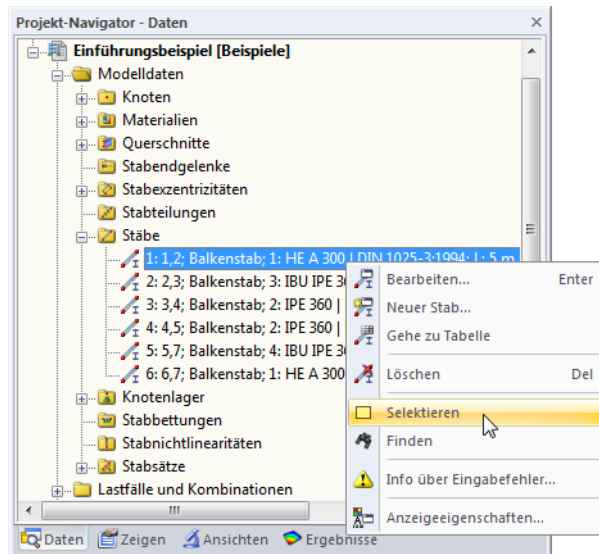 Projekt-Navigator - Daten
Einführungsbeispiel [Beispiele]
Modelldaten
Knoten
Materialien
Querschnitte
Stabendgelenke
Stabexzentrizitäten
Stabteilungen
Stäbe
1: 1,2; Balkenstab; 1: HE A 300 | DIN 1025-3:1994; L: 5 m
2: 2,3; Balkenstab; 3: IBU IPE
3: 3,4; Balkenstab; 2: IPE 360 |
4: 4,5; Balkenstab; 2: IPE 360 |
5: 5,7; Balkenstab; 4: IBU IPE
6: 6,7; Balkenstab; 1: HE A 300
Knotenlager
Stabbettungen
Stabnichtlinearitäten
Stabsätze
Lastfälle und Kombinationen
Bearbeiten... Enter
Neuer Stab...
Gehe zu Tabelle
Löschen Del
Selektieren
Finden
Info über Eingabefehler...
Anzeigeeigenschaften...
Daten Zeigen Ansichten Ergebnisse